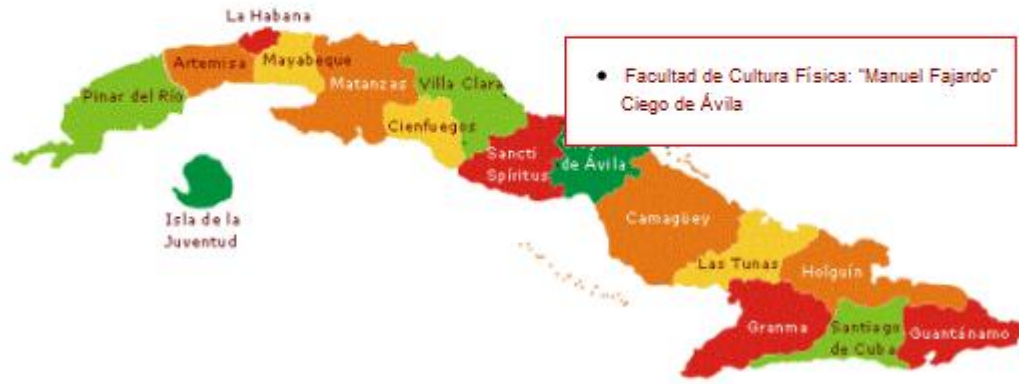 La Habana
Artemisa
Mayabeque
Matanzas
Villa Clara
Pinar del Río
Cienfuegos
Sancti
Spíritus
de Ávila
Isla de la
Juventud
Camagüey
Las Tunas
Holguín
Granma
Santiago
de Cuba
Guantánamo
• Facultad de Cultura Física: "Manuel Fajardo"
Ciego de Ávila